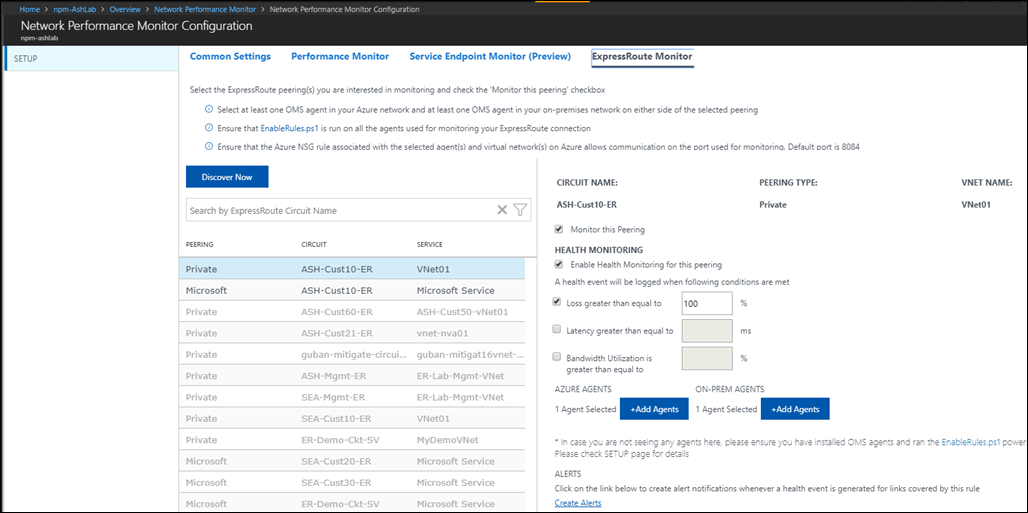 Home > npm-AshLab > Overview > Network Performance Monitor > Network Performance Monitor Configuration
Network Performance Monitor Configuration
npm-ashlab
SETUP
Common Settings Performance Monitor Service Endpoint Monitor (Preview) ExpressRoute Monitor
Select the ExpressRoute peering(s) you are interested in monitoring and check the 'Monitor this peering' checkbox
Select at least one OMS agent in your Azure network and at least one OMS agent in your on-premises network on either side of the selected peering
Ensure that EnableRules.ps1 is run on all the agents used for monitoring your ExpressRoute connection
Ensure that the Azure NSG rule associated with the selected agent(s) and virtual network(s) on Azure allows communication on the port used for monitoring. Default port is 8084
Discover Now
Search by ExpressRoute Circuit Name
PEERING CIRCUIT SERVICE
Private ASH-Cust10-ER VNet01
Microsoft ASH-Cust10-ER Microsoft Service
Private ASH-Cust60-ER ASH-Cust50-vNet01
Private ASH-Cust21-ER vnet-nva01
Private guban-mitigate-circui... guban-mitigat16vnet-...
Private ASH-Mgmt-ER ER-Lab-Mgmt-VNet
Private SEA-Mgmt-ER ER-Lab-Mgmt-VNet
Private SEA-Cust10-ER VNet01
Private ER-Demo-Ckt-SV MyDemoVNet
Microsoft SEA-Cust20-ER Microsoft Service
Microsoft SEA-Cust30-ER Microsoft Service
Microsoft ER-Demo-Ckt-SV Microsoft Service
CIRCUIT NAME: PEERING TYPE: VNET NAME:
ASH-Cust10-ER Private VNet01
Monitor this Peering
HEALTH MONITORING
Enable Health Monitoring for this peering
A health event will be logged when following conditions are met
Loss greater than equal to 100 %
Latency greater than equal to ms
Bandwidth Utilization is
greater than equal to %
AZURE AGENTS ON-PREM AGENTS
1 Agent Selected +Add Agents 1 Agent Selected +Add Agents
* In case you are not seeing any agents here, please ensure you have installed OMS agents and ran the EnableRules.ps1 power
Please check SETUP page for details
ALERTS
Click on the link below to create alert notifications whenever a health event is generated for links covered by this rule
Create Alerts